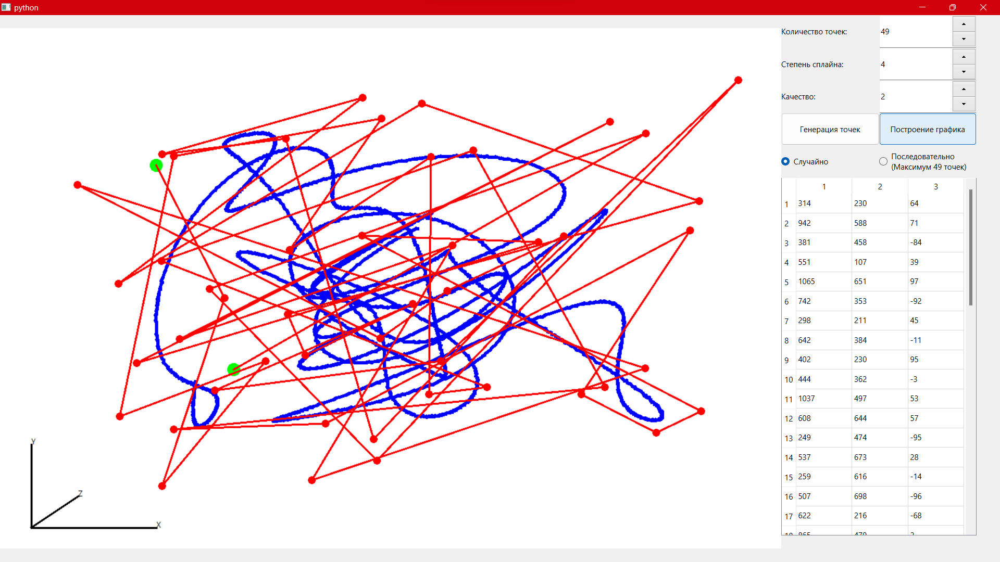 python
Количество точек: 49
Степень сплайна: 4
Качество: 2
Генерация точек Построение графика
Случайно Последовательно
(Максимум 49 точек)
1 2 3
1 314 230 64
2 942 588 71
3 381 458 -84
4 551 107 39
5 1065 651 97
6 742 353 -92
7 298 211 45
8 642 384 -11
9 402 230 95
10 444 362 -3
11 1037 497 53
12 608 644 57
13 249 474 -95
14 537 673 28
15 259 616 -14
16 507 698 -96
17 622 216 -68
Y
Z
X